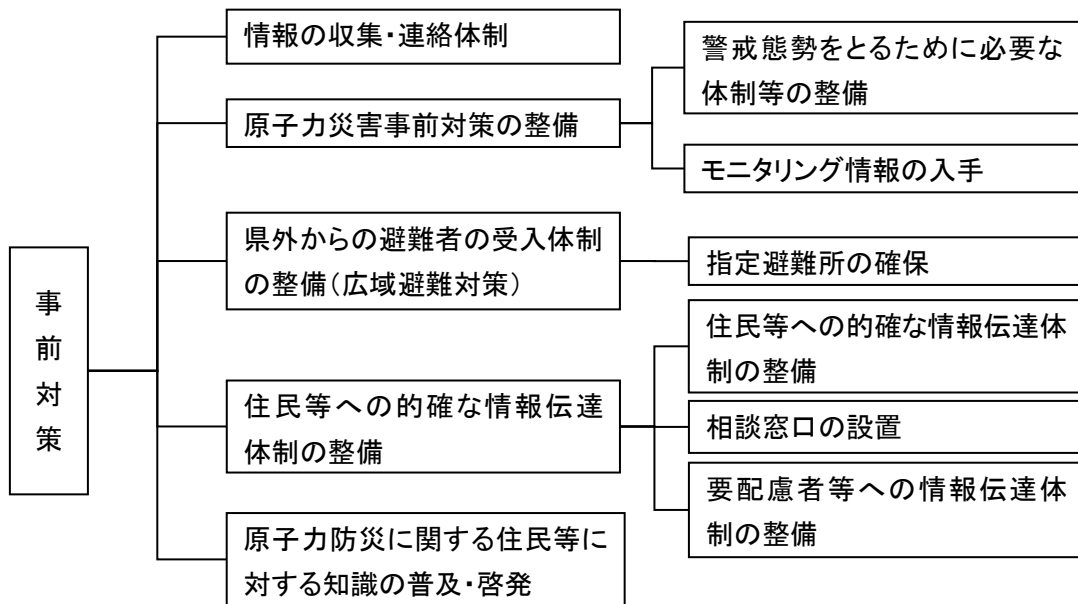 事前対策
情報の収集・連絡体制
原子力災害事前対策の整備
警戒態勢をとるために必要な
体制等の整備
モニタリング情報の入手
県外からの避難者の受入体制
の整備（広域避難対策）
指定避難所の確保
住民等への的確な情報伝達
体制の整備
住民等への的確な情報伝達体
制の整備
相談窓口の設置
要配慮者等への情報伝達体
制の整備
原子力防災に関する住民等に
対する知識の普及・啓発